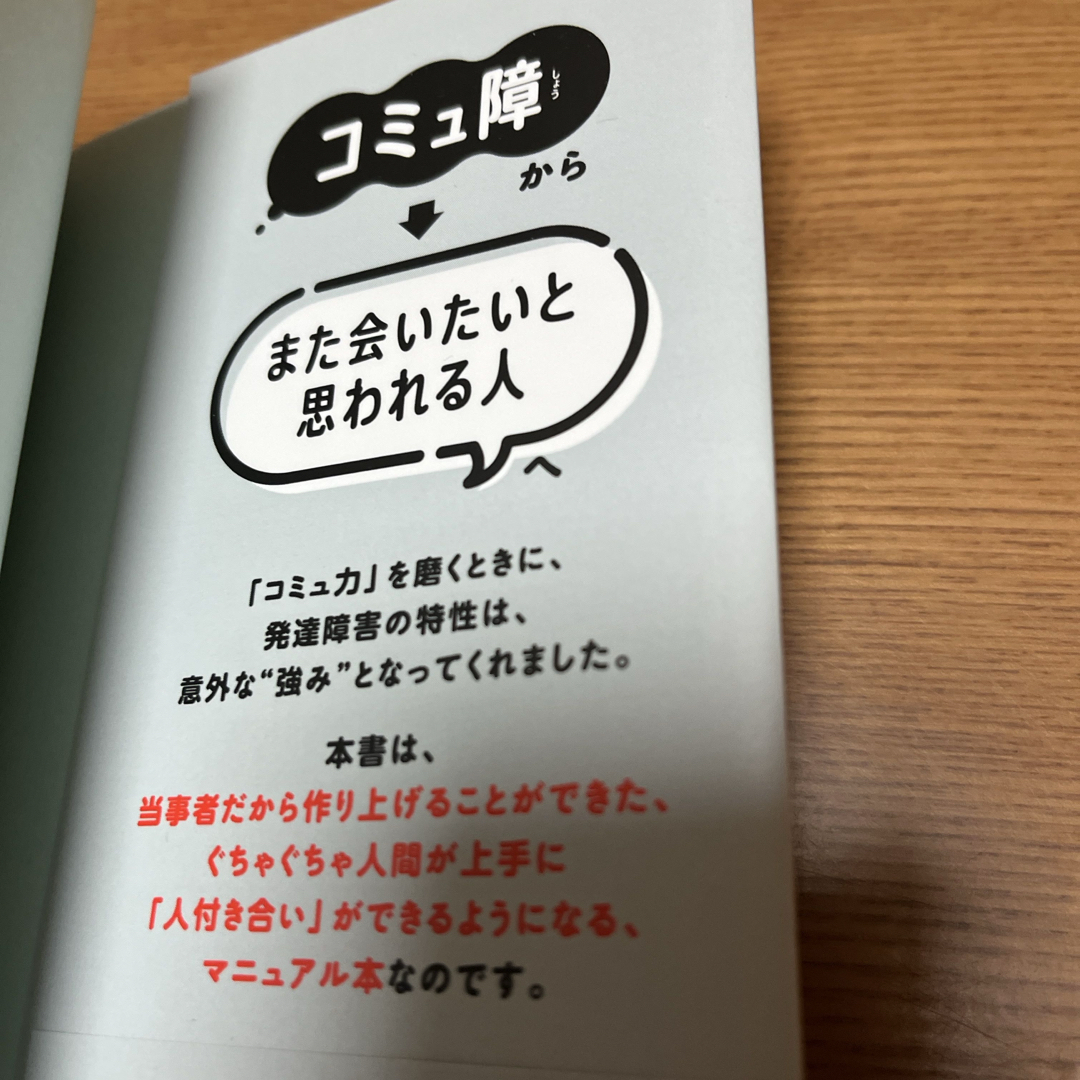 コミュ障
しょう
から
また会いたいと
思われる人
へ
「コミュ力」を磨くときに、
発達障害の特性は、
意外な“強み”となってくれました。
本書は、
当事者だから作り上げることができた、
ぐちゃぐちゃ人間が上手に
「人付き合い」ができるようになる、
マニュアル本なのです。